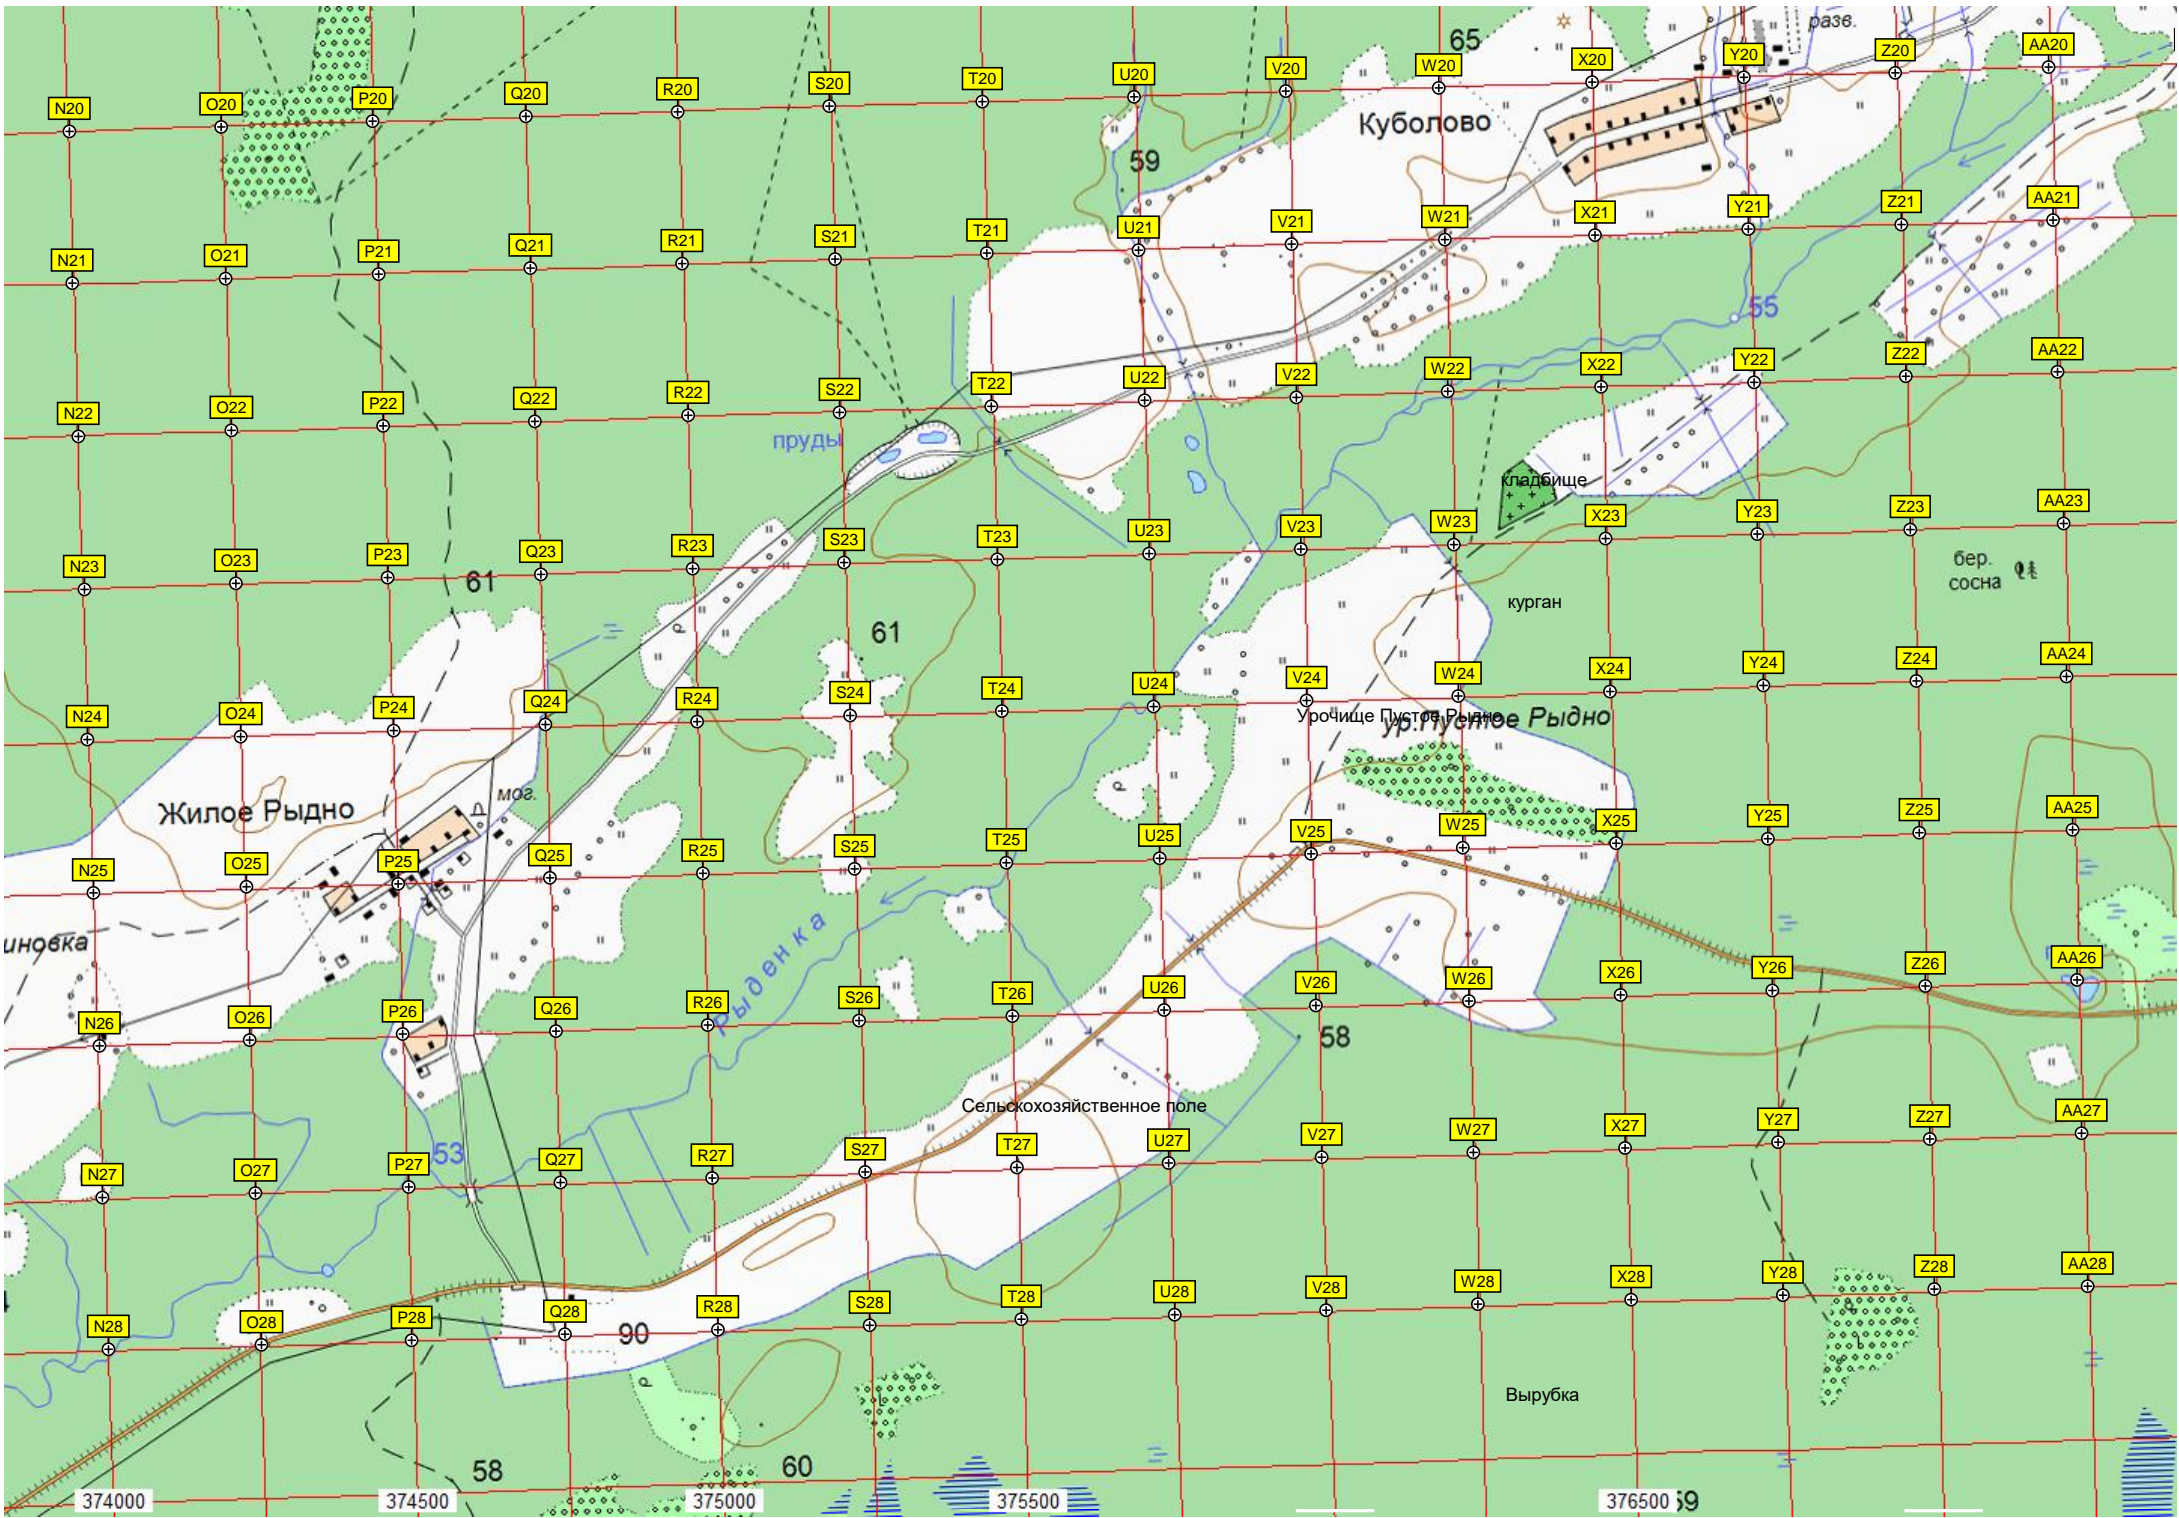 разв.
65
N20 O20 P20 Q20 R20 S20 T20 U20 V20 W20 X20 Y20 Z20 AA20
Куболово
59
N21 O21 P21 Q21 R21 S21 T21 U21 V21 W21 X21 Y21 Z21 AA21
55
N22 O22 P22 Q22 R22 S22 T22 U22 V22 W22 X22 Y22 Z22 AA22
пруды
кладбище
N23 O23 P23 Q23 R23 S23 T23 U23 V23 W23 X23 Y23 Z23 AA23
бер.
сосна
61
курган
61
N24 O24 P24 Q24 R24 S24 T24 U24 V24 W24 X24 Y24 Z24 AA24
Урочище Пустое Рыдно
ур.Пустое Рыдно
мог.
Жилое Рыдно
N25 O25 P25 Q25 R25 S25 T25 U25 V25 W25 X25 Y25 Z25 AA25
иновка
Рыденка
N26 O26 P26 Q26 R26 S26 T26 U26 V26 W26 X26 Y26 Z26 AA26
58
Сельскохозяйственное поле
53
N27 O27 P27 Q27 R27 S27 T27 U27 V27 W27 X27 Y27 Z27 AA27
N28 O28 P28 Q28 R28 S28 T28 U28 V28 W28 X28 Y28 Z28 AA28
90
Вырубка
58
60
374000 374500 375000 375500 376500 59